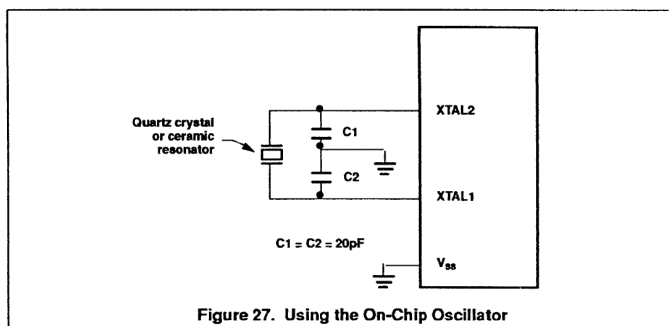 XTAL2
Quartz crystal
or ceramic
resonator
C1
C2
XTAL1
C1 = C2 = 20pF
Vss
Figure 27. Using the On-Chip Oscillator